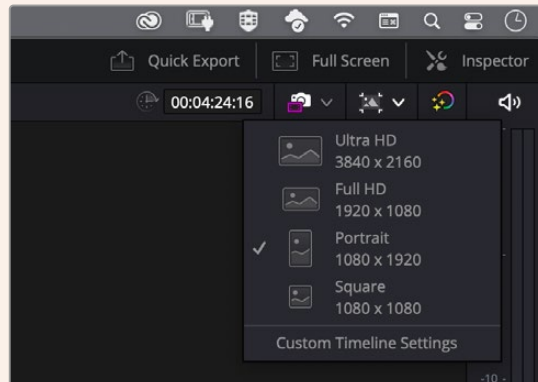 Quick Export Full Screen Inspector
00:04:24:16
Ultra HD
3840 x 2160
Full HD
1920 x 1080
Portrait
1080 x 1920
Square
1080 x 1080
Custom Timeline Settings
-10